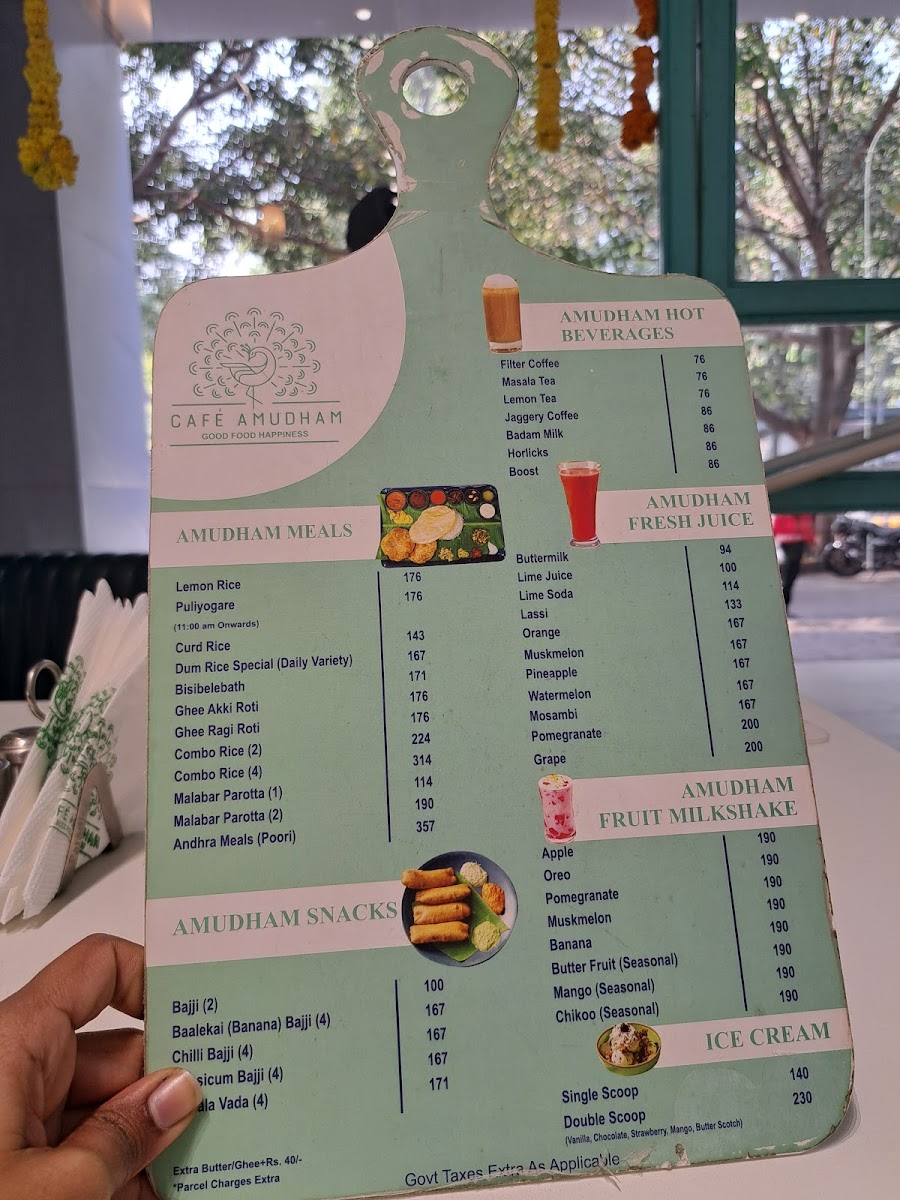 CAFÉ AMUDHAM
GOOD FOOD HAPPINESS
AMUDHAM MEALS
Lemon Rice 176
Puliyogare 176
(11:00 am Onwards)
Curd Rice 143
Dum Rice Special (Daily Variety) 167
Bisibelebath 171
Ghee Akki Roti 176
Ghee Ragi Roti 176
Combo Rice (2) 224
Combo Rice (4) 314
Malabar Parotta (1) 114
Malabar Parotta (2) 190
Andhra Meals (Poori) 357
AMUDHAM SNACKS
Bajji (2) 100
Baalekai (Banana) Bajji (4) 167
Chilli Bajji (4) 167
sicum Bajji (4) 167
ala Vada (4) 171
Extra Butter/Ghee+Rs. 40/-
*Parcel Charges Extra
AMUDHAM HOT
BEVERAGES
Filter Coffee 76
Masala Tea 76
Lemon Tea 76
Jaggery Coffee 86
Badam Milk 86
Horlicks 86
Boost 86
AMUDHAM
FRESH JUICE
Buttermilk 94
Lime Juice 100
Lime Soda 114
Lassi 133
Orange 167
Muskmelon 167
Pineapple 167
Watermelon 167
Mosambi 167
Pomegranate 200
Grape 200
AMUDHAM
FRUIT MILKSHAKE
Apple 190
Oreo 190
Pomegranate 190
Muskmelon 190
Banana 190
Butter Fruit (Seasonal) 190
Mango (Seasonal) 190
Chikoo (Seasonal) 190
ICE CREAM
Single Scoop 140
Double Scoop 230
(Vanilla, Chocolate, Strawberry, Mango, Butter Scotch)
Govt Taxes Extra As Applicable